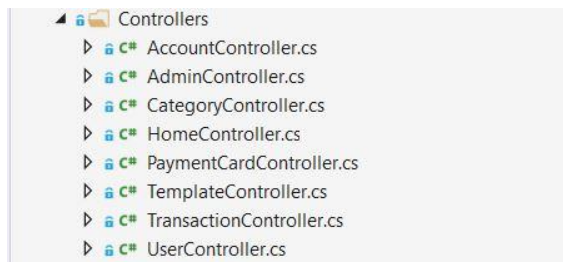 Controllers
C# AccountController.cs
C# AdminController.cs
C# CategoryController.cs
C# HomeController.cs
C# PaymentCardController.cs
C# TemplateController.cs
C# TransactionController.cs
C# UserController.cs